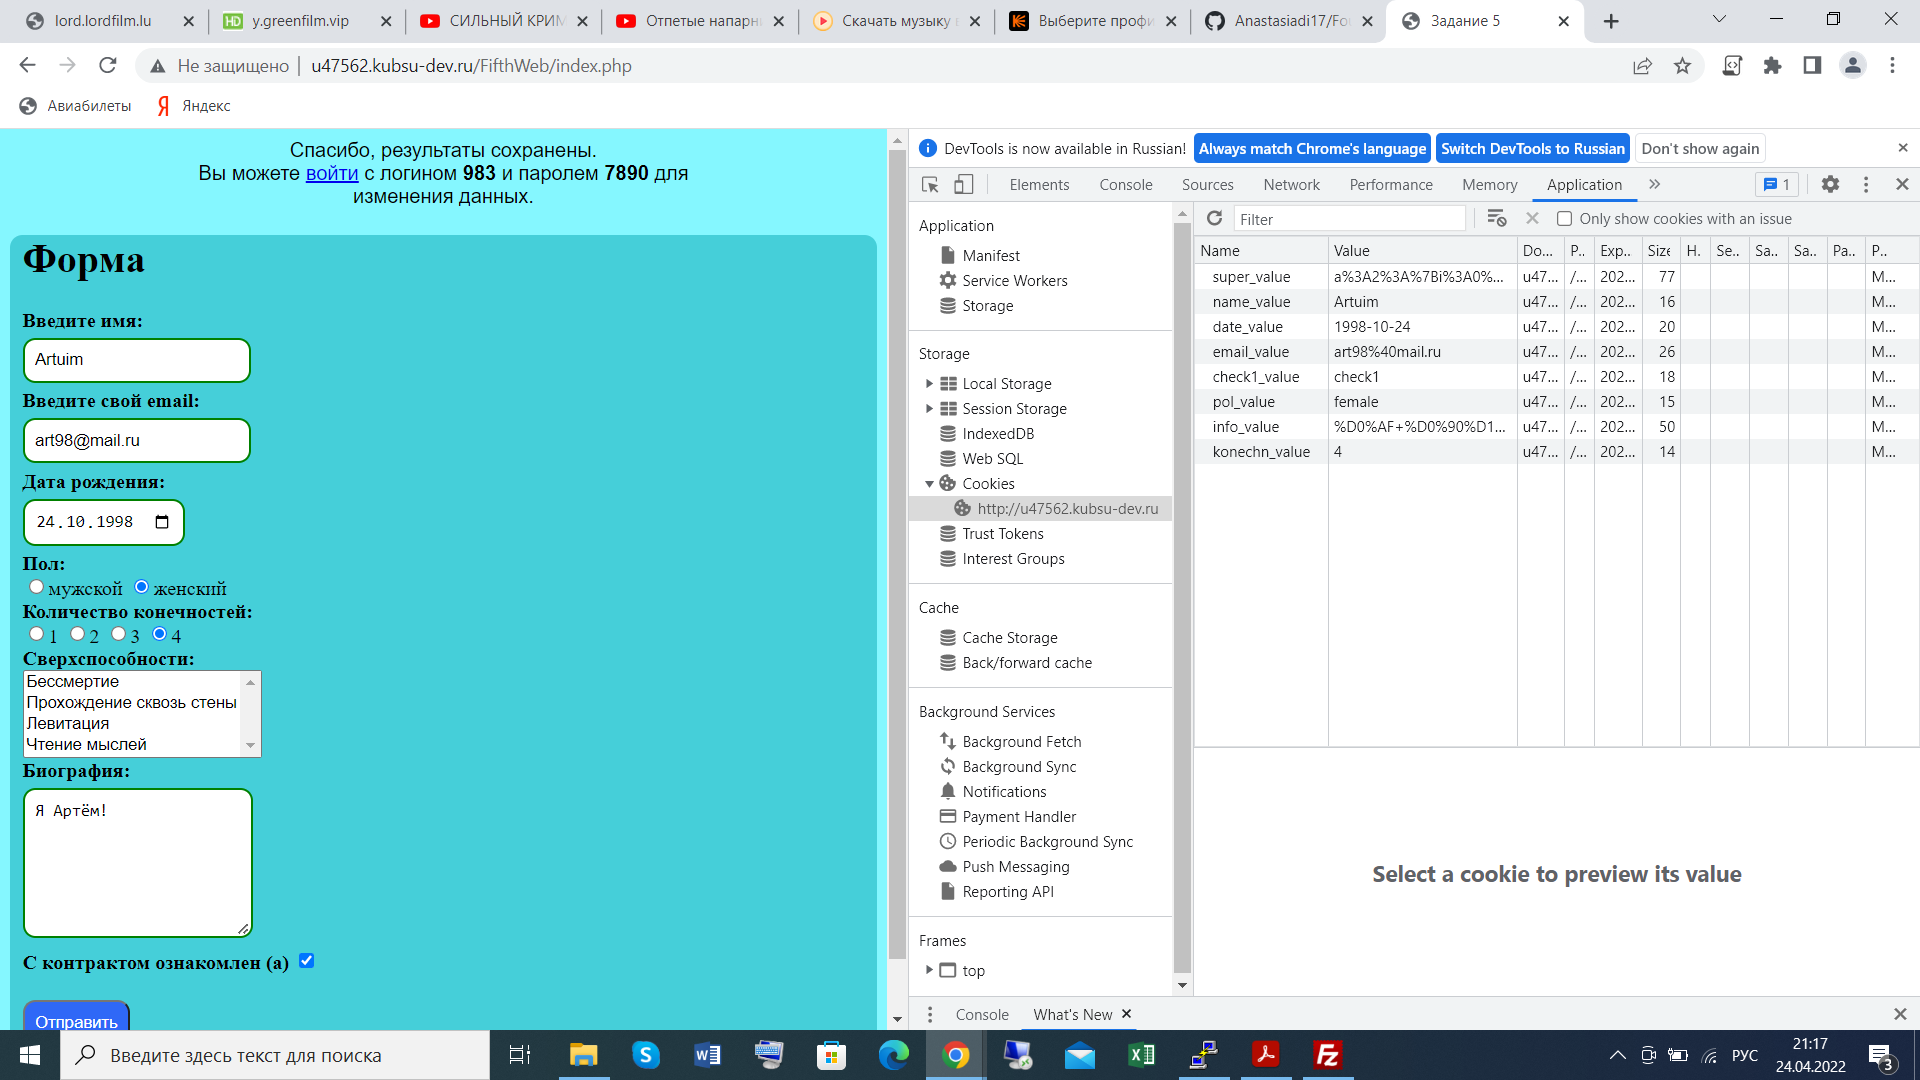 lord.lordfilm.lu
y.greenfilm.vip
СИЛЬНЫЙ КРИМ
Отпетые напарн
Скачать музыку
Выберите профи
Anastasiadi17/Fo
Задание 5
Не защищено | u47562.kubsu-dev.ru/FifthWeb/index.php
Авиабилеты
Яндекс
Спасибо, результаты сохранены.
Вы можете войти с логином 983 и паролем 7890 для
изменения данных.
Форма
Введите имя:
Artuim
Введите свой email:
art98@mail.ru
Дата рождения:
24.10.1998
Пол:
мужской женский
Количество конечностей:
1 2 3 4
Сверхспособности:
Бессмертие
Прохождение сквозь стены
Левитация
Чтение мыслей
Биография:
Я Артём!
С контрактом ознакомлен (а)
Отправить
DevTools is now available in Russian! Always match Chrome's language Switch DevTools to Russian Don't show again
Elements Console Sources Network Performance Memory Application 1
Application
Manifest
Service Workers
Storage
Storage
Local Storage
Session Storage
IndexedDB
Web SQL
Cookies
http://u47562.kubsu-dev.ru
Trust Tokens
Interest Groups
Cache
Cache Storage
Back/forward cache
Background Services
Background Fetch
Background Sync
Notifications
Payment Handler
Periodic Background Sync
Push Messaging
Reporting API
Frames
top
Filter Only show cookies with an issue
Name Value Do... P.. Exp.. Size H. Se.. Sa.. Sa.. Pa.. P..
super_value a%3A2%3A%7Bi%3A0%... u47... /... 202... 77 M...
name_value Artuim u47... /... 202... 16 M...
date_value 1998-10-24 u47... /... 202... 20 M...
email_value art98%40mail.ru u47... /... 202... 26 M...
check1_value check1 u47... /... 202... 18 M...
pol_value female u47... /... 202... 15 M...
info_value %D0%AF+%D0%90%D1... u47... /... 202... 50 M...
konechn_value 4 u47... /... 202... 14 M...
Select a cookie to preview its value
Console What's New
Введите здесь текст для поиска
РУС
21:17
24.04.2022
3